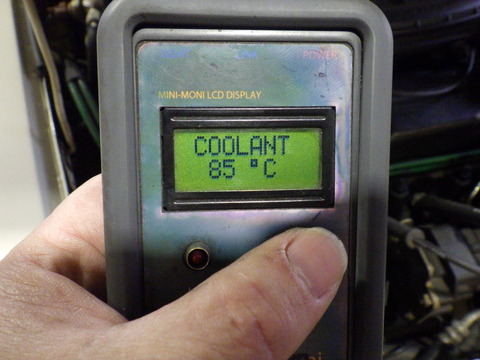 POWER
MINI-MONI LCD DISPLAY
COOLANT
85 °C